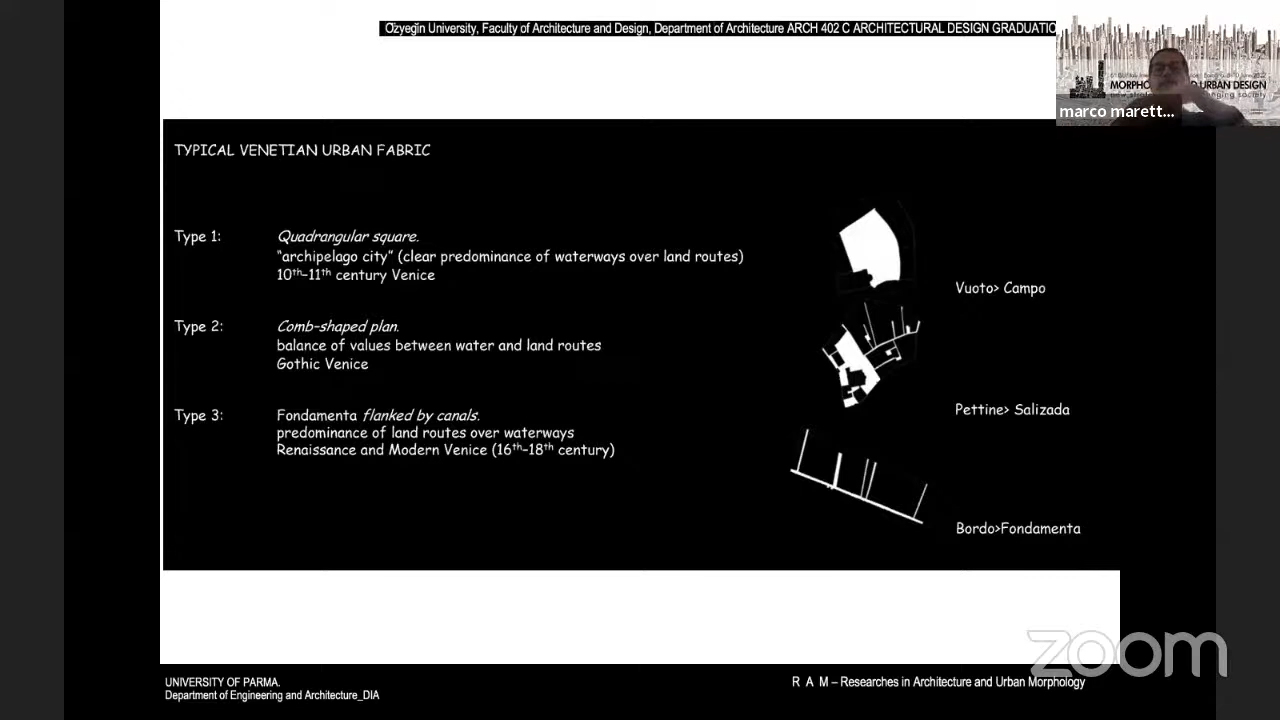 Özyeğin University, Faculty of Architecture and Design, Department of Architecture ARCH 402 C ARCHITECTURAL DESIGN GRADUATIO
URBAN DESIGN
marco marett...
TYPICAL VENETIAN URBAN FABRIC
Type 1: Quadrangular square.
"archipelago city" (clear predominance of waterways over land routes)
10th–11th century Venice
Vuoto> Campo
Type 2: Comb-shaped plan.
balance of values between water and land routes
Gothic Venice
Pettine> Salizada
Type 3: Fondamenta flanked by canals.
predominance of land routes over waterways
Renaissance and Modern Venice (16th–18th century)
Bordo>Fondamenta
zoom
UNIVERSITY OF PARMA.
Department of Engineering and Architecture_DIA
R A M – Researches in Architecture and Urban Morphology